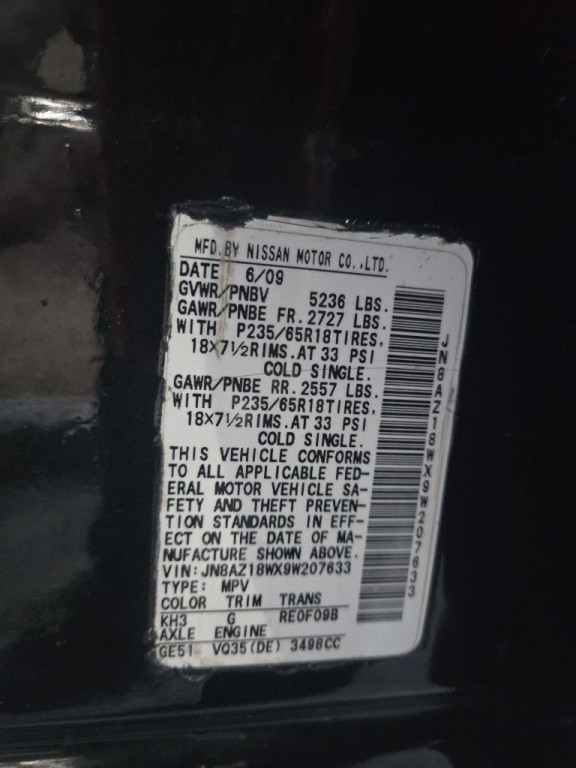 MFD.BY NISSAN MOTOR CO.,LTD.
DATE 6/09
GVWR/PNBV 5236 LBS.
GAWR/PNBE FR. 2727 LBS.
WITH P235/65R18TIRES,
18X7½RIMS.AT 33 PSI
COLD SINGLE.
GAWR/PNBE RR. 2557 LBS.
WITH P235/65R18TIRES,
18X7½RIMS.AT 33 PSI
COLD SINGLE.
THIS VEHICLE CONFORMS
TO ALL APPLICABLE FED-
ERAL MOTOR VEHICLE SA-
FETY AND THEFT PREVEN-
TION STANDARDS IN EFF-
ECT ON THE DATE OF MA-
NUFACTURE SHOWN ABOVE.
VIN:JN8AZ18WX9W207633
TYPE: MPV
COLOR TRIM TRANS
KH3 G RE0F09B
AXLE ENGINE
GE51 VQ35(DE) 3498CC
JN8AZ18WX9W207633